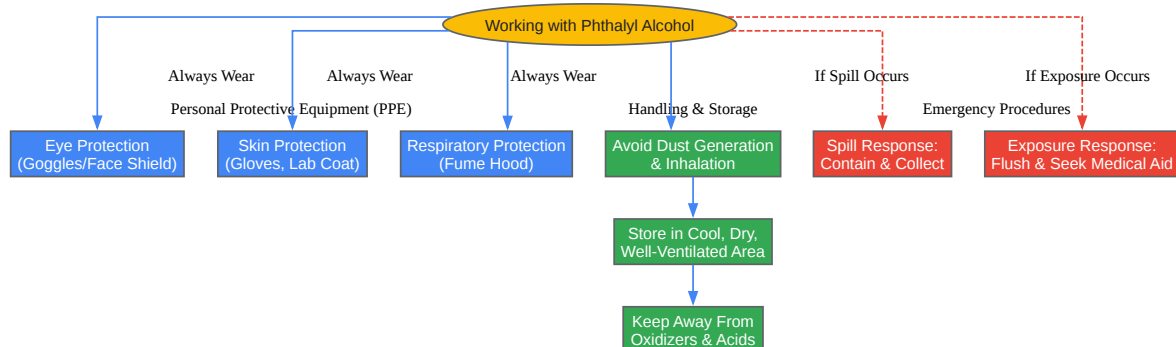 Working with Phthalyl Alcohol
Always Wear
Always Wear
Always Wear
If Spill Occurs
If Exposure Occurs
Personal Protective Equipment (PPE)
Handling & Storage
Emergency Procedures
Eye Protection
(Goggles/Face Shield)
Skin Protection
(Gloves, Lab Coat)
Respiratory Protection
(Fume Hood)
Avoid Dust Generation
& Inhalation
Spill Response:
Contain & Collect
Exposure Response:
Flush & Seek Medical Aid
Store in Cool, Dry,
Well-Ventilated Area
Keep Away From
Oxidizers & Acids